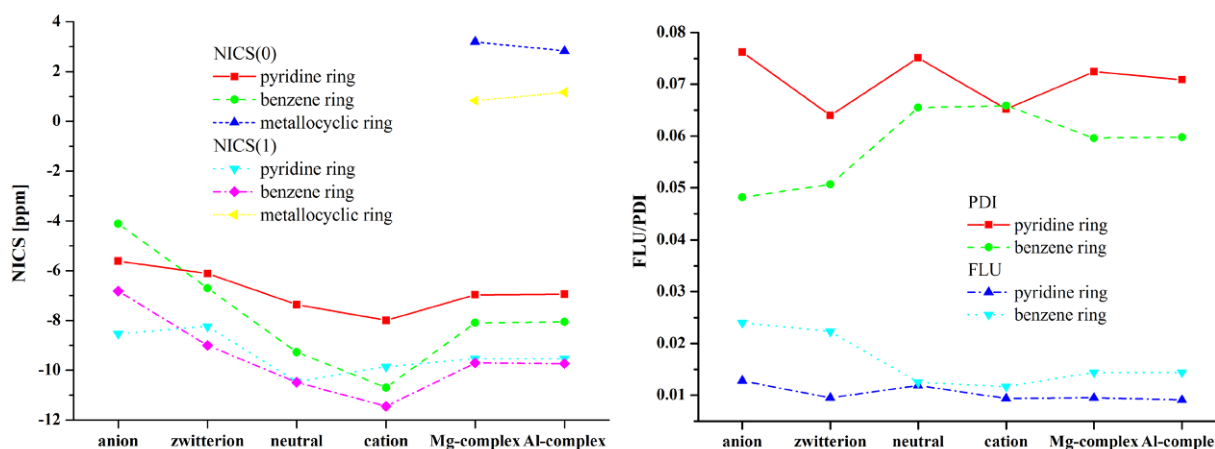 4
2
0
-2
-4
-6
-8
-10
-12
NICS [ppm]
NICS(0)
pyridine ring
benzene ring
metallocyclic ring
NICS(1)
pyridine ring
benzene ring
metallocyclic ring
anion zwitterion neutral cation Mg-complex Al-complex
0.08
0.07
0.06
0.05
0.04
0.03
0.02
0.01
FLU/PDI
PDI
pyridine ring
benzene ring
FLU
pyridine ring
benzene ring
anion zwitterion neutral cation Mg-complex Al-comple